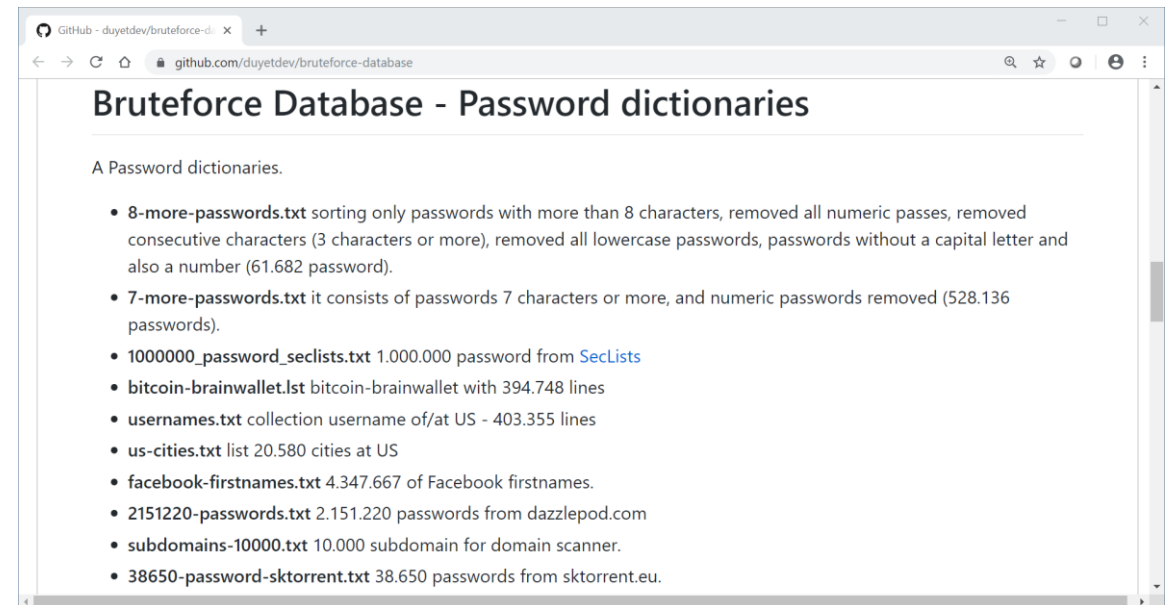 GitHub - duyetdev/bruteforce-da
github.com/duyetdev/bruteforce-database
Bruteforce Database - Password dictionaries
A Password dictionaries.
8-more-passwords.txt sorting only passwords with more than 8 characters, removed all numeric passes, removed
consecutive characters (3 characters or more), removed all lowercase passwords, passwords without a capital letter and
also a number (61.682 password).
7-more-passwords.txt it consists of passwords 7 characters or more, and numeric passwords removed (528.136
passwords).
1000000_password_seclists.txt 1.000.000 password from SecLists
bitcoin-brainwallet.lst bitcoin-brainwallet with 394.748 lines
usernames.txt collection username of/at US - 403.355 lines
us-cities.txt list 20.580 cities at US
facebook-firstnames.txt 4.347.667 of Facebook firstnames.
2151220-passwords.txt 2.151.220 passwords from dazzlepod.com
subdomains-10000.txt 10.000 subdomain for domain scanner.
38650-password-sktorrent.txt 38.650 passwords from sktorrent.eu.